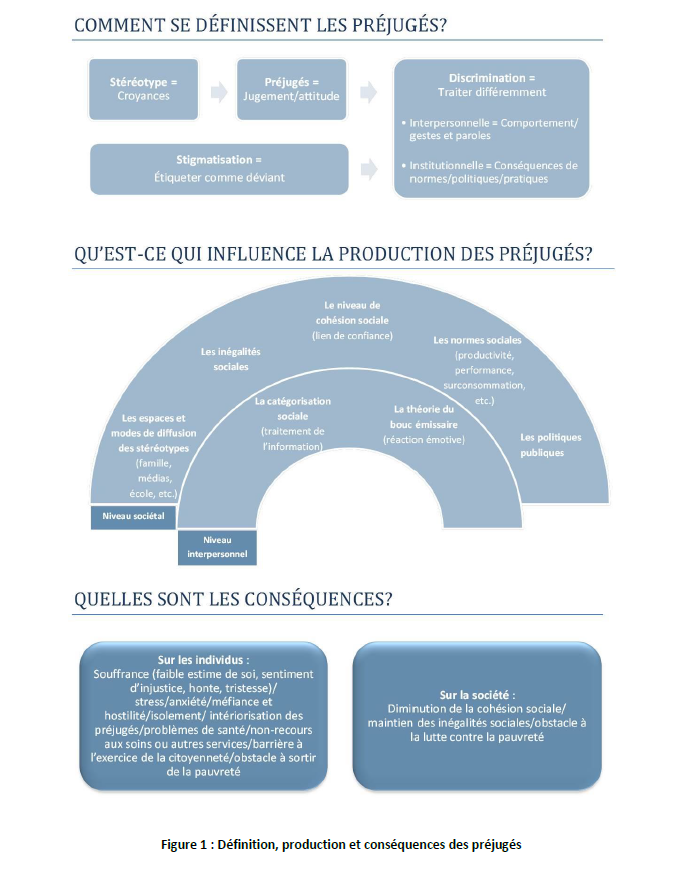 COMMENT SE DÉFINISSENT LES PRÉJUGÉS?
Stéréotype =
Croyances
Préjugés =
Jugement/attitude
Discrimination =
Traiter différemment
• Interpersonnelle = Comportement/
gestes et paroles
• Institutionnelle = Conséquences de
normes/politiques/pratiques
Stigmatisation =
Étiqueter comme déviant
QU'EST-CE QUI INFLUENCE LA PRODUCTION DES PRÉJUGÉS?
Le niveau de
cohésion sociale
(lien de confiance)
Les inégalités
sociales
Les normes sociales
(productivité,
performance,
surconsommation,
etc.)
La catégorisation
sociale
(traitement de
l'information)
La théorie du
bouc émissaire
(réaction émotive)
Les espaces et
modes de diffusion
des stéréotypes
(famille,
médias,
école, etc.)
Les politiques
publiques
Niveau sociétal
Niveau
interpersonnel
QUELLES SONT LES CONSÉQUENCES?
Sur les individus :
Souffrance (faible estime de soi, sentiment
d'injustice, honte, tristesse)/
stress/anxiété/méfiance et
hostilité/isolement/ intériorisation des
préjugés/problèmes de santé/non-recours
aux soins ou autres services/barrière à
l'exercice de la citoyenneté/obstacle à sortir
de la pauvreté
Sur la société :
Diminution de la cohésion sociale/
maintien des inégalités sociales/obstacle à
la lutte contre la pauvreté
Figure 1 : Définition, production et conséquences des préjugés